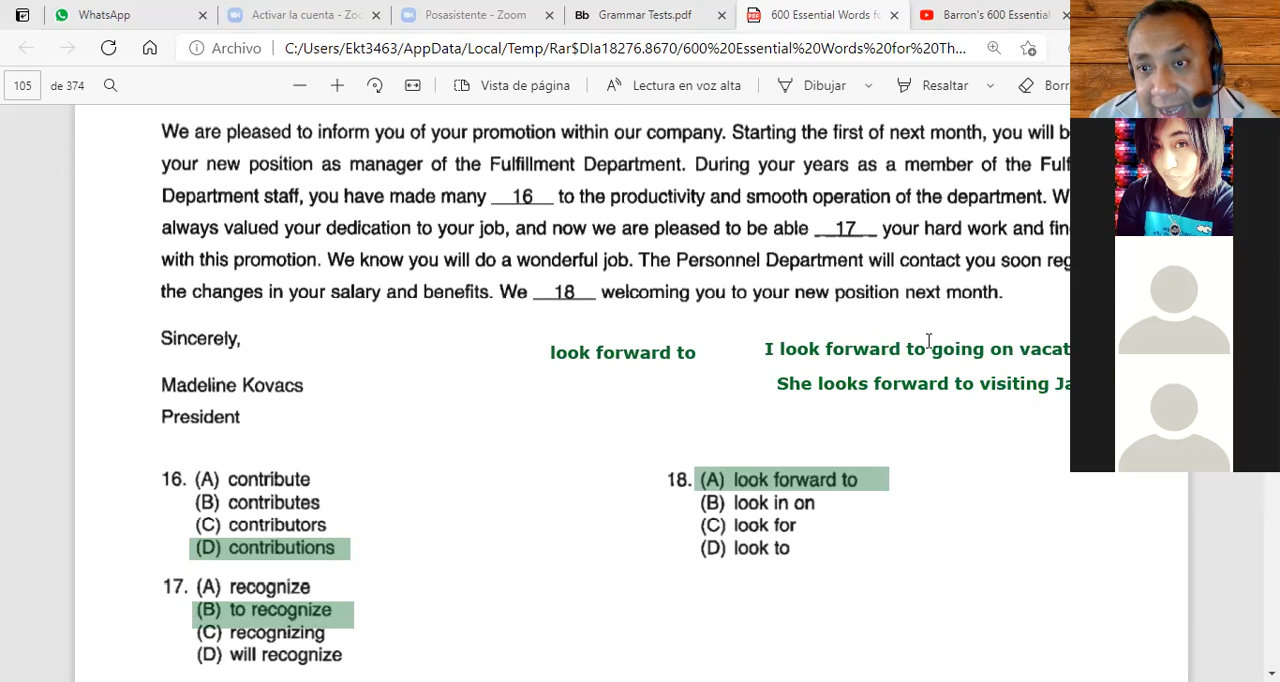 WhatsApp
Activar la cuenta - Zoo
Posasistente - Zoom
Bb Grammar Tests.pdf
600 Essential Words fo
Barron's 600 Essential
Archivo C:/Users/Ekt3463/AppData/Local/Temp/Rar$DIa18276.8670/600%20Essential%20Words%20for%20Th...
105 de 374
Vista de página
Lectura en voz alta
Dibujar
Resaltar
Bor
We are pleased to inform you of your promotion within our company. Starting the first of next month, you will b
your new position as manager of the Fulfillment Department. During your years as a member of the Fulf
Department staff, you have made many 16 to the productivity and smooth operation of the department. W
always valued your dedication to your job, and now we are pleased to be able 17 your hard work and fin
with this promotion. We know you will do a wonderful job. The Personnel Department will contact you soon reg
the changes in your salary and benefits. We 18 welcoming you to your new position next month.
Sincerely,
look forward to
I look forward to going on vacat
She looks forward to visiting Ja
Madeline Kovacs
President
16. (A) contribute
(B) contributes
(C) contributors
(D) contributions
17. (A) recognize
(B) to recognize
(C) recognizing
(D) will recognize
18. (A) look forward to
(B) look in on
(C) look for
(D) look to